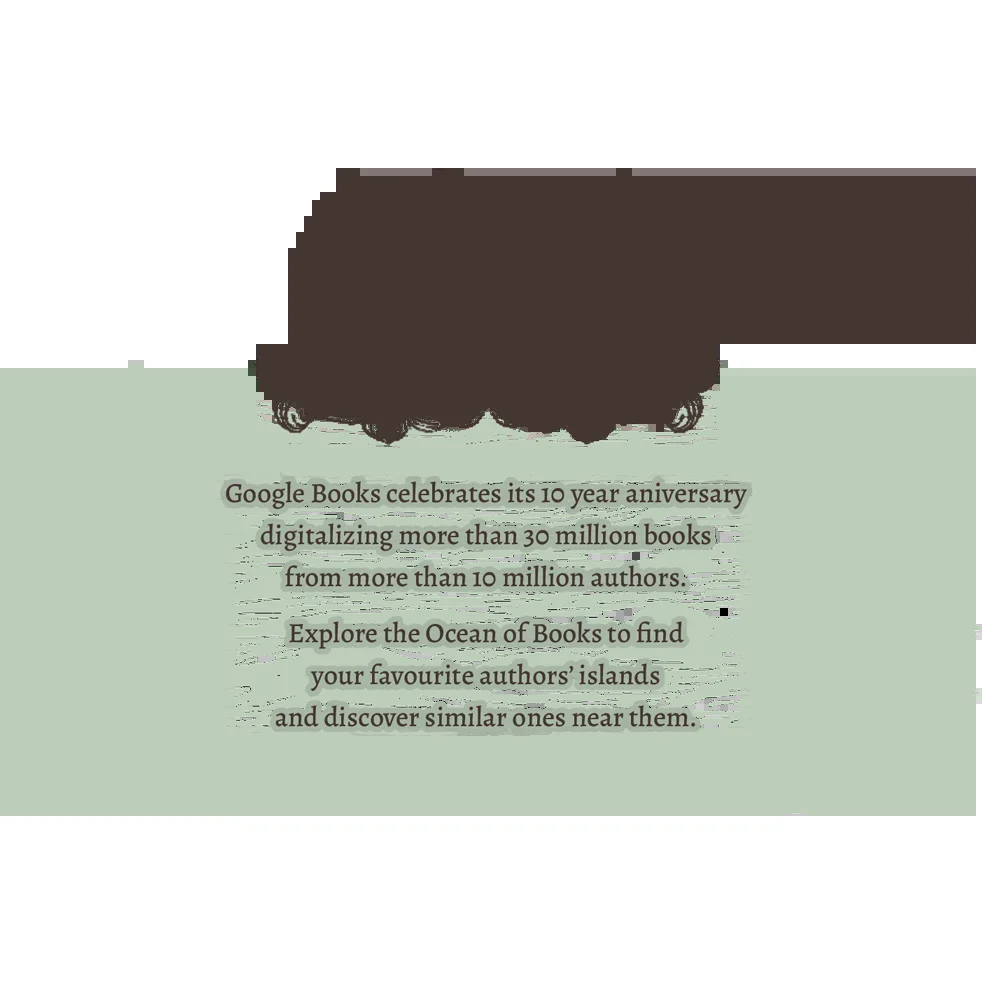 Google Books celebrates its 10 year aniversary
digitalizing more than 30 million books
from more than 10 million authors.
Explore the Ocean of Books to find
your favourite authors’ islands
and discover similar ones near them.